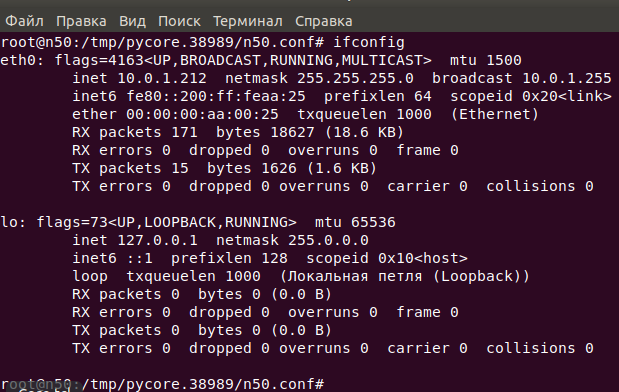 Файл Правка Вид Поиск Терминал Справка
root@n50:/tmp/pycore.38989/n50.conf# ifconfig
eth0: flags=4163<UP,BROADCAST,RUNNING,MULTICAST>  mtu 1500
        inet 10.0.1.212  netmask 255.255.255.0  broadcast 10.0.1.255
        inet6 fe80::200:ff:feaa:25  prefixlen 64  scopeid 0x20<link>
        ether 00:00:00:aa:00:25  txqueuelen 1000  (Ethernet)
        RX packets 171  bytes 18627 (18.6 KB)
        RX errors 0  dropped 0  overruns 0  frame 0
        TX packets 15  bytes 1626 (1.6 KB)
        TX errors 0  dropped 0 overruns 0  carrier 0  collisions 0

lo: flags=73<UP,LOOPBACK,RUNNING>  mtu 65536
        inet 127.0.0.1  netmask 255.0.0.0
        inet6 ::1  prefixlen 128  scopeid 0x10<host>
        loop  txqueuelen 1000  (Локальная петля (Loopback))
        RX packets 0  bytes 0 (0.0 B)
        RX errors 0  dropped 0  overruns 0  frame 0
        TX packets 0  bytes 0 (0.0 B)
        TX errors 0  dropped 0 overruns 0  carrier 0  collisions 0

root@n50:/tmp/pycore.38989/n50.conf#